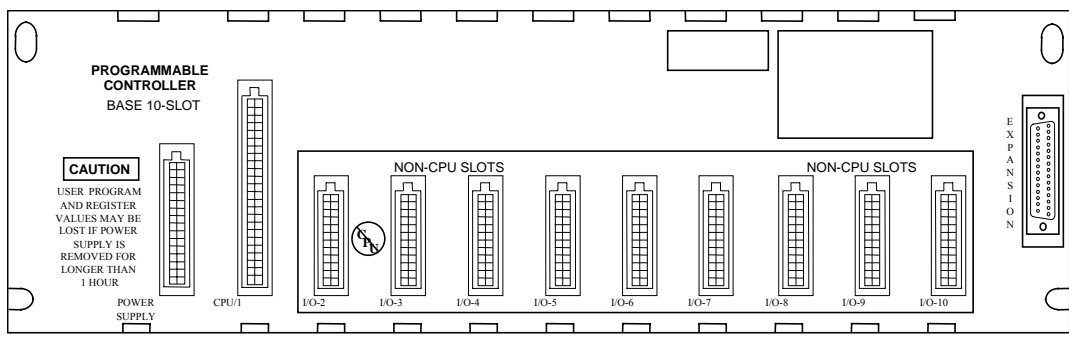 PROGRAMMABLE
CONTROLLER
BASE 10-SLOT
CAUTION
USER PROGRAM
AND REGISTER
VALUES MAY BE
LOST IF POWER
SUPPLY IS
REMOVED FOR
LONGER THAN
1 HOUR
POWER
SUPPLY
CPU/1
NON-CPU SLOTS
NON-CPU SLOTS
CPU
I/O-2
I/O-3
I/O-4
I/O-5
I/O-6
I/O-7
I/O-8
I/O-9
I/O-10
EXPANSION